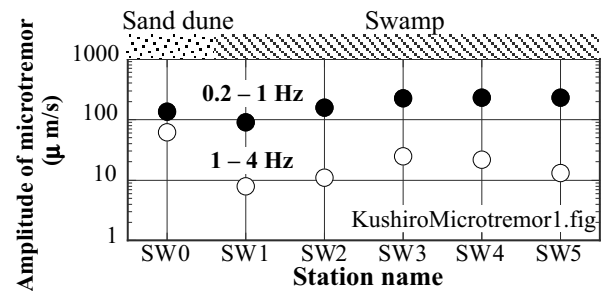 Sand dune Swamp
1000
0.2 – 1 Hz
100
1 – 4 Hz
10
KushiroMicrotremor1.fig
1
SW0 SW1 SW2 SW3 SW4 SW5
Station name
Amplitude of microtremor
(μ m/s)